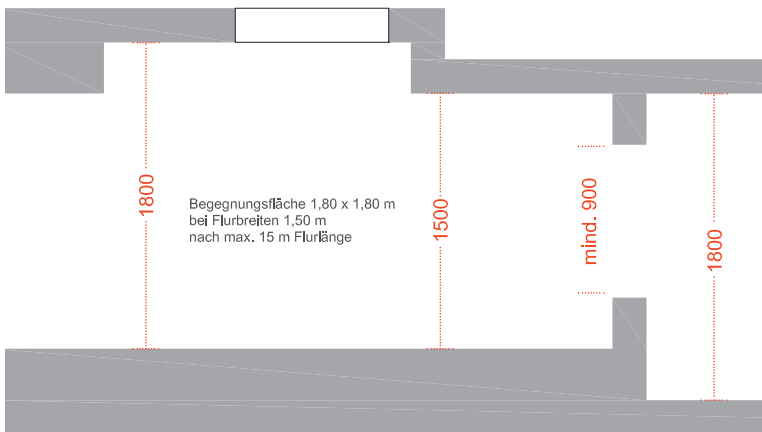 1800
Begegnungsfläche 1,80 x 1,80 m
bei Flurbreiten 1,50 m
nach max. 15 m Flurlänge
1500
mind. 900
1800